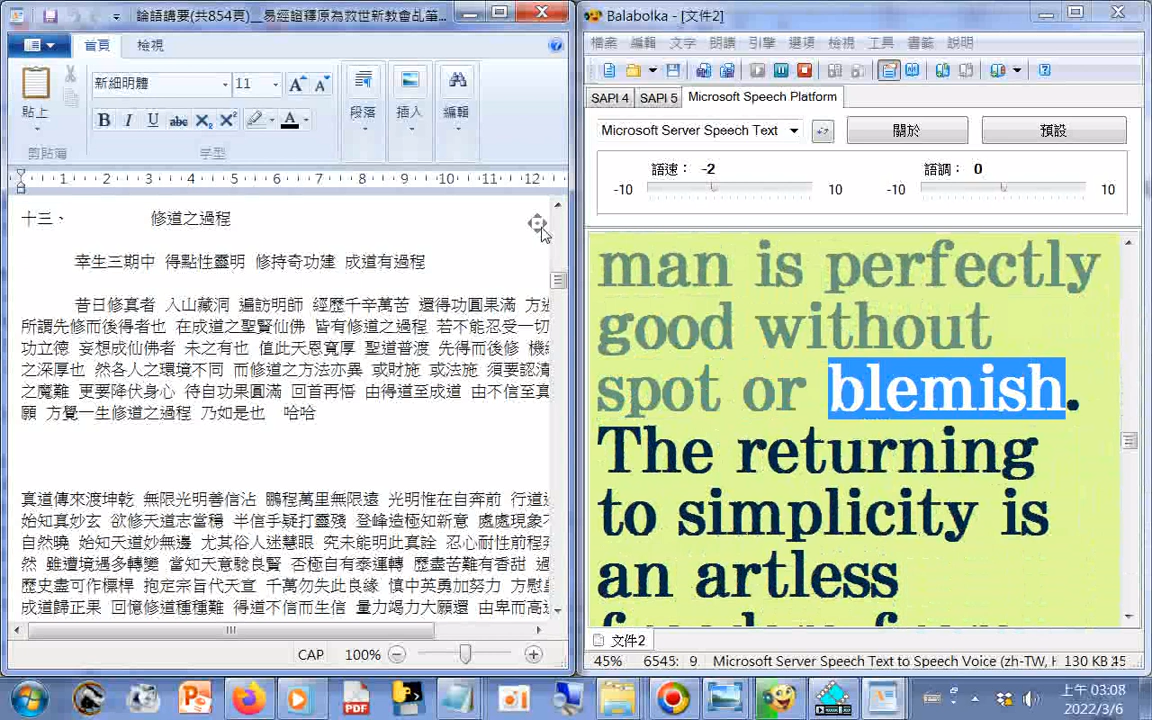 論語講要(共854頁)__易經證釋原為救世新教會乩筆...
首頁 檢視
新細明體 11
貼上
剪貼簿
字型
段落
插入
編輯
1 2 3 4 5 6 7 8 9 10 11 12
十三、 修道之過程
幸生三期中 得點性靈明 修持奇功建 成道有過程
昔日修真者 入山藏洞 遍訪明師 經歷千辛萬苦 還得功圓果滿 方
所謂先修而後得者也 在成道之聖賢仙佛 皆有修道之過程 若不能忍受一切
功立德 妄想成仙佛者 未之有也 值此天恩寬厚 聖道普渡 先得而後修 機
之深厚也 然各人之環境不同 而修道之方法亦異 或財施 或法施 須要認清
之魔難 更要降伏身心 待自功果圓滿 回首再悟 由得道至成道 由不信至真
願 方覺一生修道之過程 乃如是也 哈哈
真道傳來渡坤乾 無限光明善信沾 鵬程萬里無限遠 光明惟在自奔前 行道
始知真妙玄 欲修天道志當穩 半信乎疑打靈殘 登峰造極知新意 處處現象
自然曉 始知天道妙無邊 尤其俗人迷慧眼 究未能明此真詮 忍心耐性前程
然 雖遭境遇多轉變 當知天意驗良賢 否極自有泰運轉 歷盡苦難有香甜 過
歷史盡可作標桿 抱定宗旨代天宣 千萬勿失此良緣 慎中英勇加努力 方慰
成道歸正果 回憶修道種種難 得道不信而生信 量力竭力大願還 由卑而高
CAP 100%
Balabolka - [文件2]
檔案 編輯 文字 朗讀 引擎 選項 檢視 工具 書籤 說明
SAPI 4 SAPI 5 Microsoft Speech Platform
Microsoft Server Speech Text 關於 預設
語速： -2 語調： 0
-10 10 -10 10
man is perfectly
good without
spot or blemish.
The returning
to simplicity is
an artless
文件2
45% 6545: 9 Microsoft Server Speech Text to Speech Voice (zh-TW, H 130 KB
上午 03:08
2022/3/6